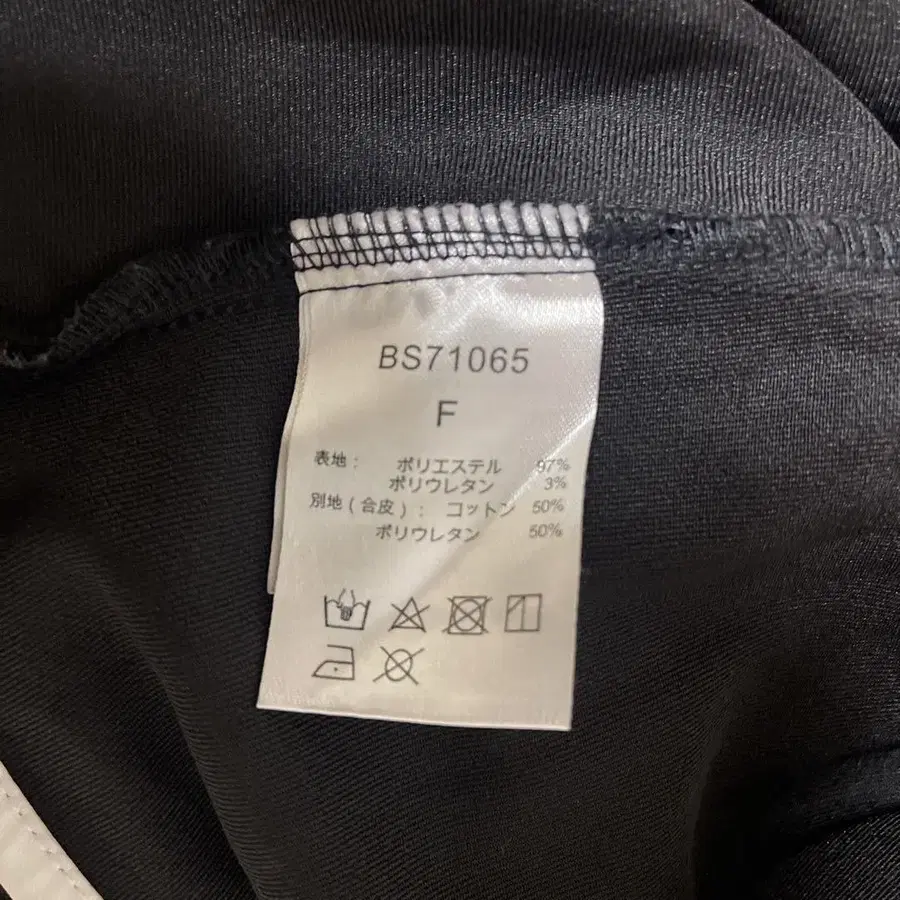 BS71065
F
表地： ポリエステル 97%
ポリウレタン 3%
別地（合皮）： コットン 50%
ポリウレタン 50%